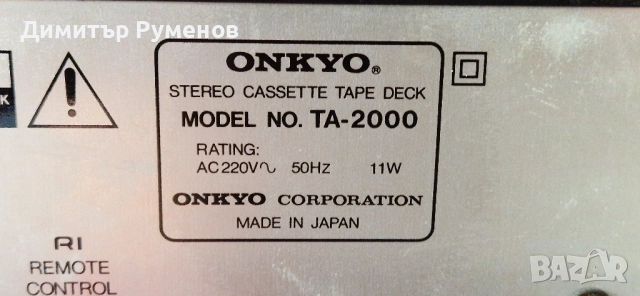 Димитър Руменов
K
ONKYO®
STEREO CASSETTE TAPE DECK
MODEL NO. TA-2000
RATING:
AC 220V∿ 50Hz 11W
ONKYO CORPORATION
MADE IN JAPAN
RI
REMOTE
CONTROL
BAZAR